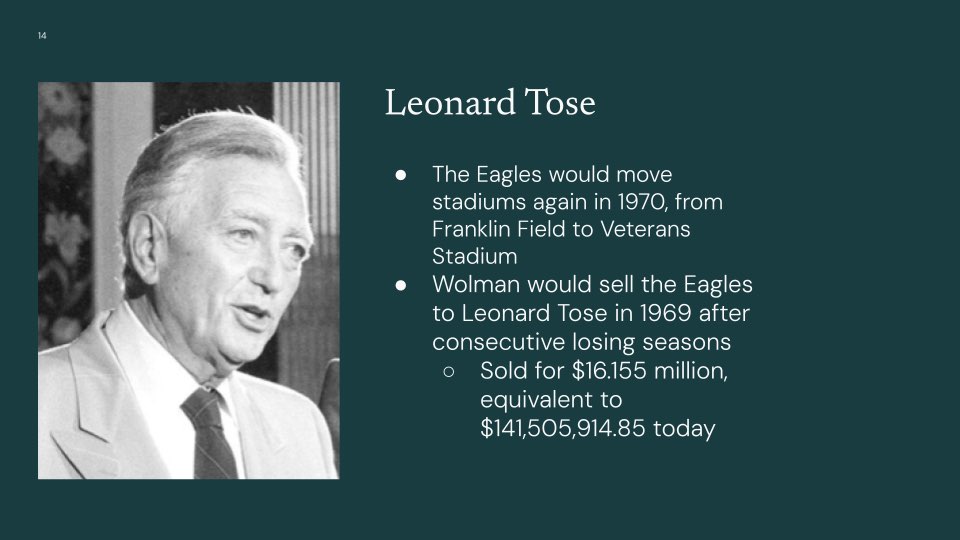 14
Leonard Tose
● The Eagles would move
stadiums again in 1970, from
Franklin Field to Veterans
Stadium
● Wolman would sell the Eagles
to Leonard Tose in 1969 after
consecutive losing seasons
○ Sold for $16.155 million,
equivalent to
$141,505,914.85 today